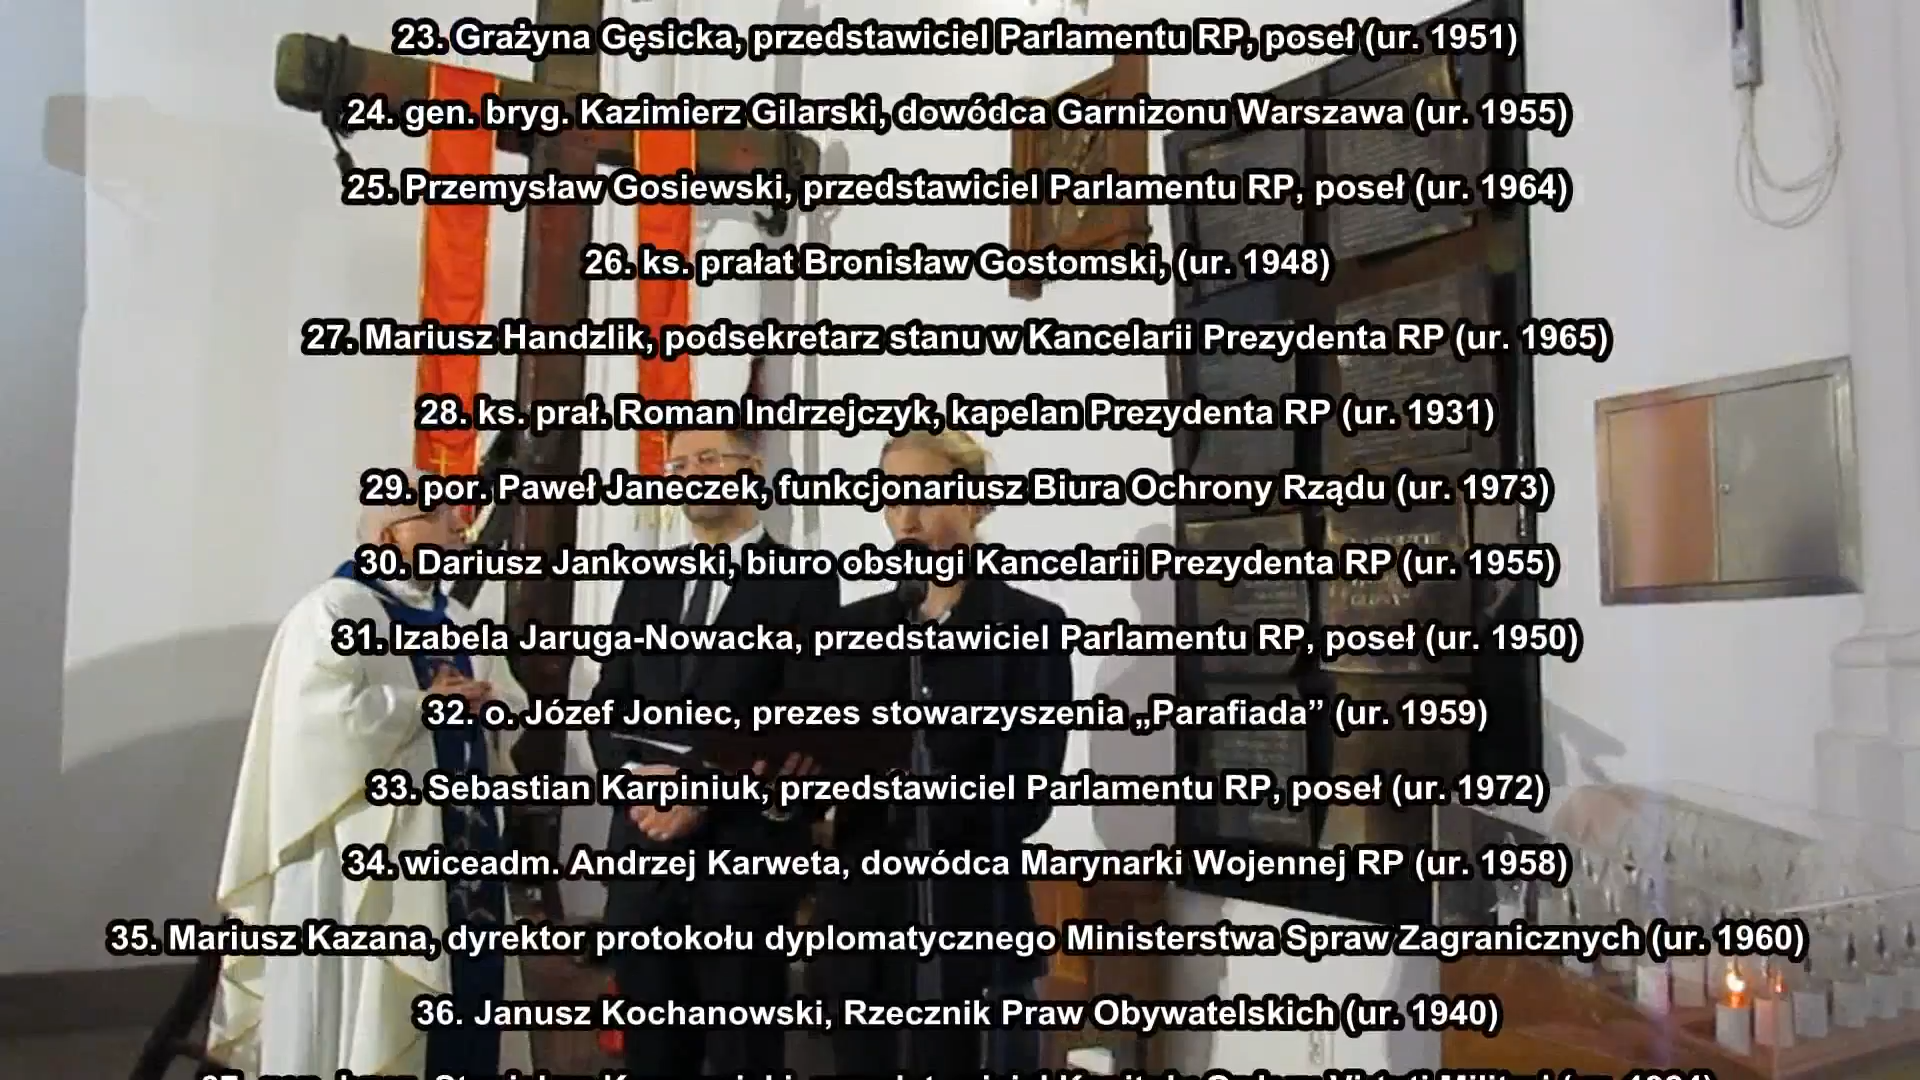 23. Grażyna Gęsicka, przedstawiciel Parlamentu RP, poseł (ur. 1951)
24. gen. bryg. Kazimierz Gilarski, dowódca Garnizonu Warszawa (ur. 1955)
25. Przemysław Gosiewski, przedstawiciel Parlamentu RP, poseł (ur. 1964)
26. ks. prałat Bronisław Gostomski, (ur. 1948)
27. Mariusz Handzlik, podsekretarz stanu w Kancelarii Prezydenta RP (ur. 1965)
28. ks. prał. Roman Indrzejczyk, kapelan Prezydenta RP (ur. 1931)
29. por. Paweł Janeczek, funkcjonariusz Biura Ochrony Rządu (ur. 1973)
30. Dariusz Jankowski, biuro obsługi Kancelarii Prezydenta RP (ur. 1955)
31. Izabela Jaruga-Nowacka, przedstawiciel Parlamentu RP, poseł (ur. 1950)
32. o. Józef Joniec, prezes stowarzyszenia „Parafiada” (ur. 1959)
33. Sebastian Karpiniuk, przedstawiciel Parlamentu RP, poseł (ur. 1972)
34. wiceadm. Andrzej Karweta, dowódca Marynarki Wojennej RP (ur. 1958)
35. Mariusz Kazana, dyrektor protokołu dyplomatycznego Ministerstwa Spraw Zagranicznych (ur. 1960)
36. Janusz Kochanowski, Rzecznik Praw Obywatelskich (ur. 1940)